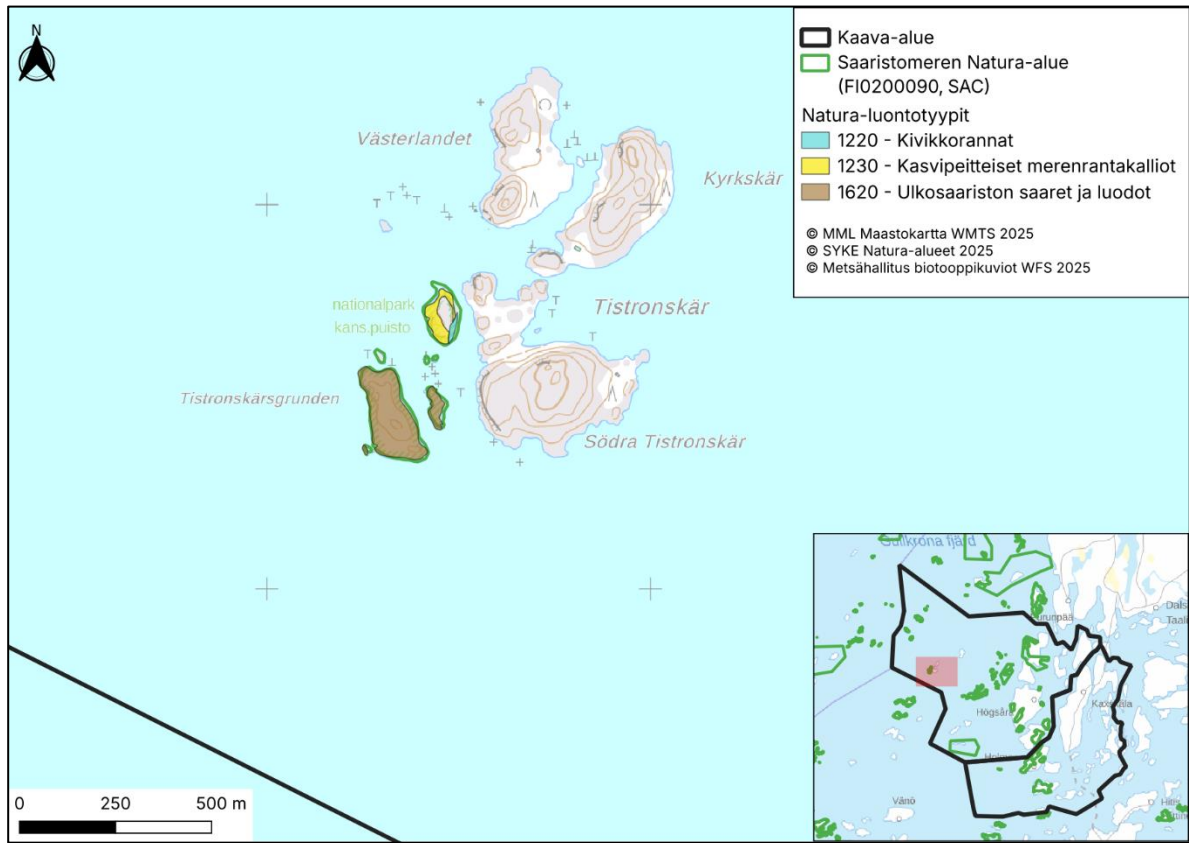 N
Kaava-alue
Saaristomeren Natura-alue
(FI0200090, SAC)
Natura-luontotyypit
1220 - Kivikkorannat
1230 - Kasvipeitteiset merenrantakalliot
1620 - Ulkosaariston saaret ja luodot
© MML Maastokartta WMTS 2025
© SYKE Natura-alueet 2025
© Metsähallitus biotooppikuviot WFS 2025
Västerlandet
Kyrkskär
nationalpark
kans.puisto
Tistronskär
Tistronskärsgrunden
Södra Tistronskär
fjärd
Högsåra
Vänö
0 250 500 m